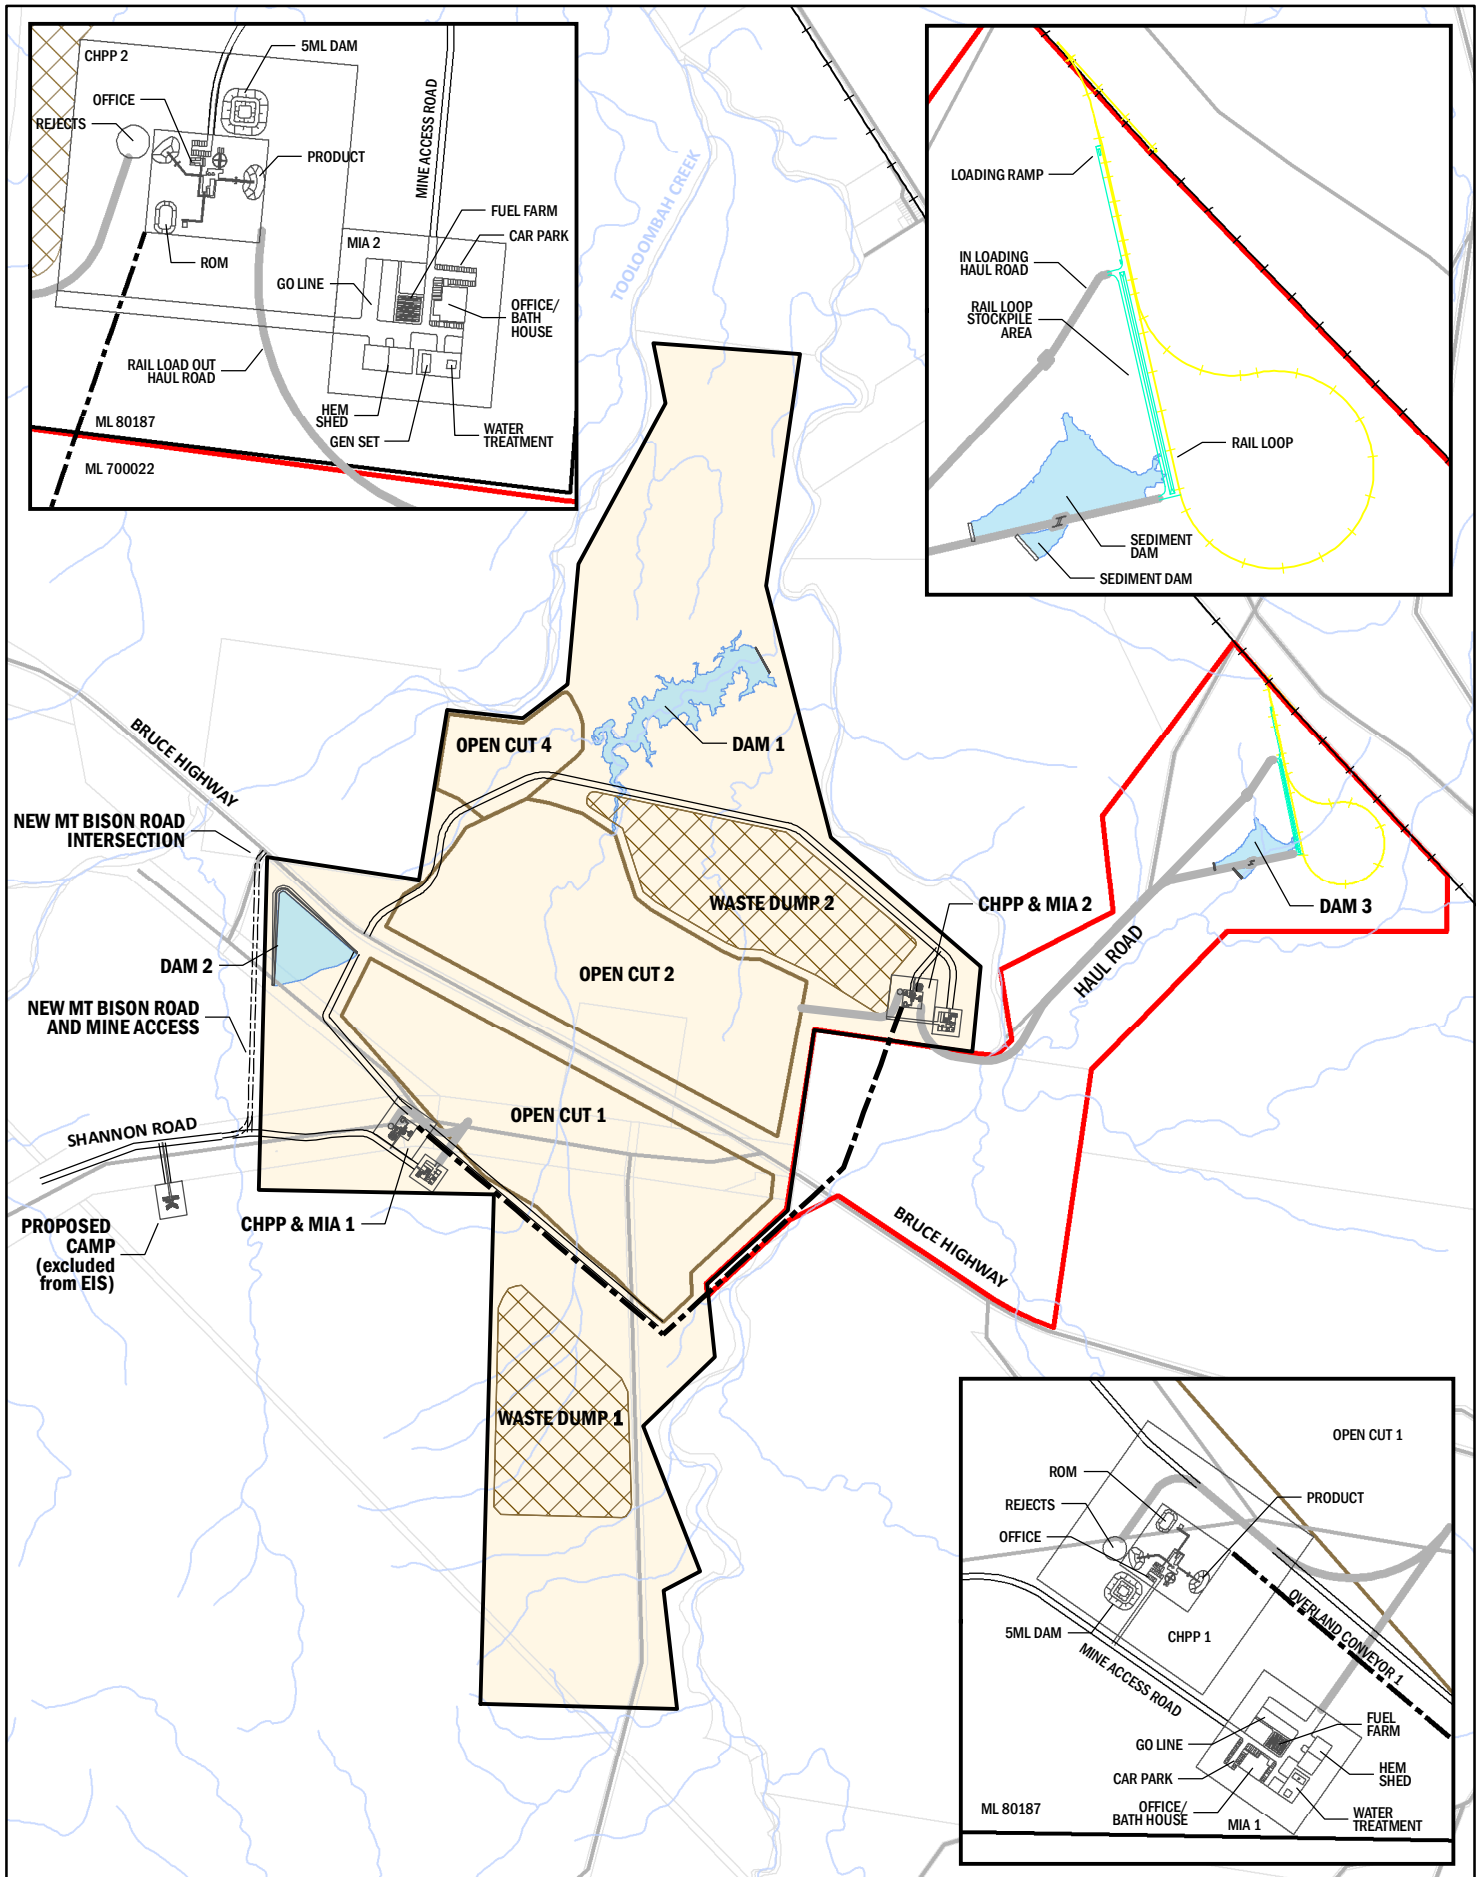 CHPP 2
5ML DAM
OFFICE
REJECTS
PRODUCT
MINE ACCESS ROAD
FUEL FARM
CAR PARK
MIA 2
ROM
GO LINE
OFFICE/
BATH
HOUSE
RAIL LOAD OUT
HAUL ROAD
HEM
SHED
GEN SET
WATER
TREATMENT
ML 80187
ML 700022
TOOLOOMBAH CREEK
LOADING RAMP
IN LOADING
HAUL ROAD
RAIL LOOP
STOCKPILE
AREA
RAIL LOOP
SEDIMENT
DAM
SEDIMENT DAM
BRUCE HIGHWAY
OPEN CUT 4
DAM 1
NEW MT BISON ROAD
INTERSECTION
WASTE DUMP 2
CHPP & MIA 2
DAM 3
DAM 2
OPEN CUT 2
HAUL ROAD
NEW MT BISON ROAD
AND MINE ACCESS
OPEN CUT 1
SHANNON ROAD
PROPOSED
CAMP
(excluded
from EIS)
CHPP & MIA 1
BRUCE HIGHWAY
WASTE DUMP 1
OPEN CUT 1
ROM
REJECTS
PRODUCT
OFFICE
5ML DAM
CHPP 1
OVERLAND CONVEYOR 1
MINE ACCESS ROAD
FUEL
FARM
GO LINE
HEM
SHED
CAR PARK
OFFICE/
BATH HOUSE
MIA 1
WATER
TREATMENT
ML 80187